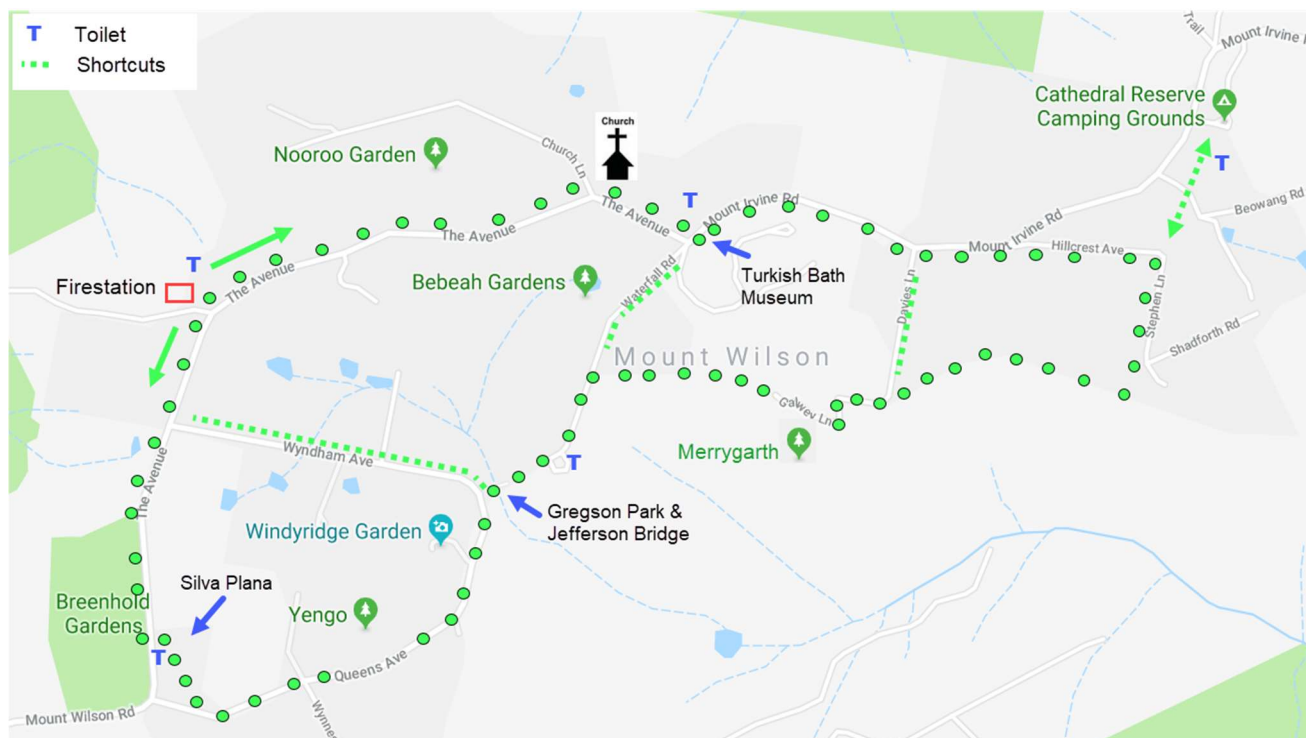 T Toilet
Shortcuts
Trail
Mount Irvine R
Cathedral Reserve
Camping Grounds
T
Church
Church Ln
Nooroo Garden
T
The Avenue
Mount Irvine Rd
Beowang Rd
The Avenue
Mount Irvine Rd
Hillcrest Ave
T
Firestation
The Avenue
Bebeah Gardens
Waterfall Rd
Turkish Bath
Museum
Davies Ln
Stephen Ln
Shadforth Rd
Mount Wilson
Galwey Ln
Merrygarth
Wyndham Ave
T
The Avenue
Gregson Park &
Jefferson Bridge
Windyridge Garden
Silva Plana
Breenhold
Gardens
Yengo
T
Queens Ave
Mount Wilson Rd
Wynne